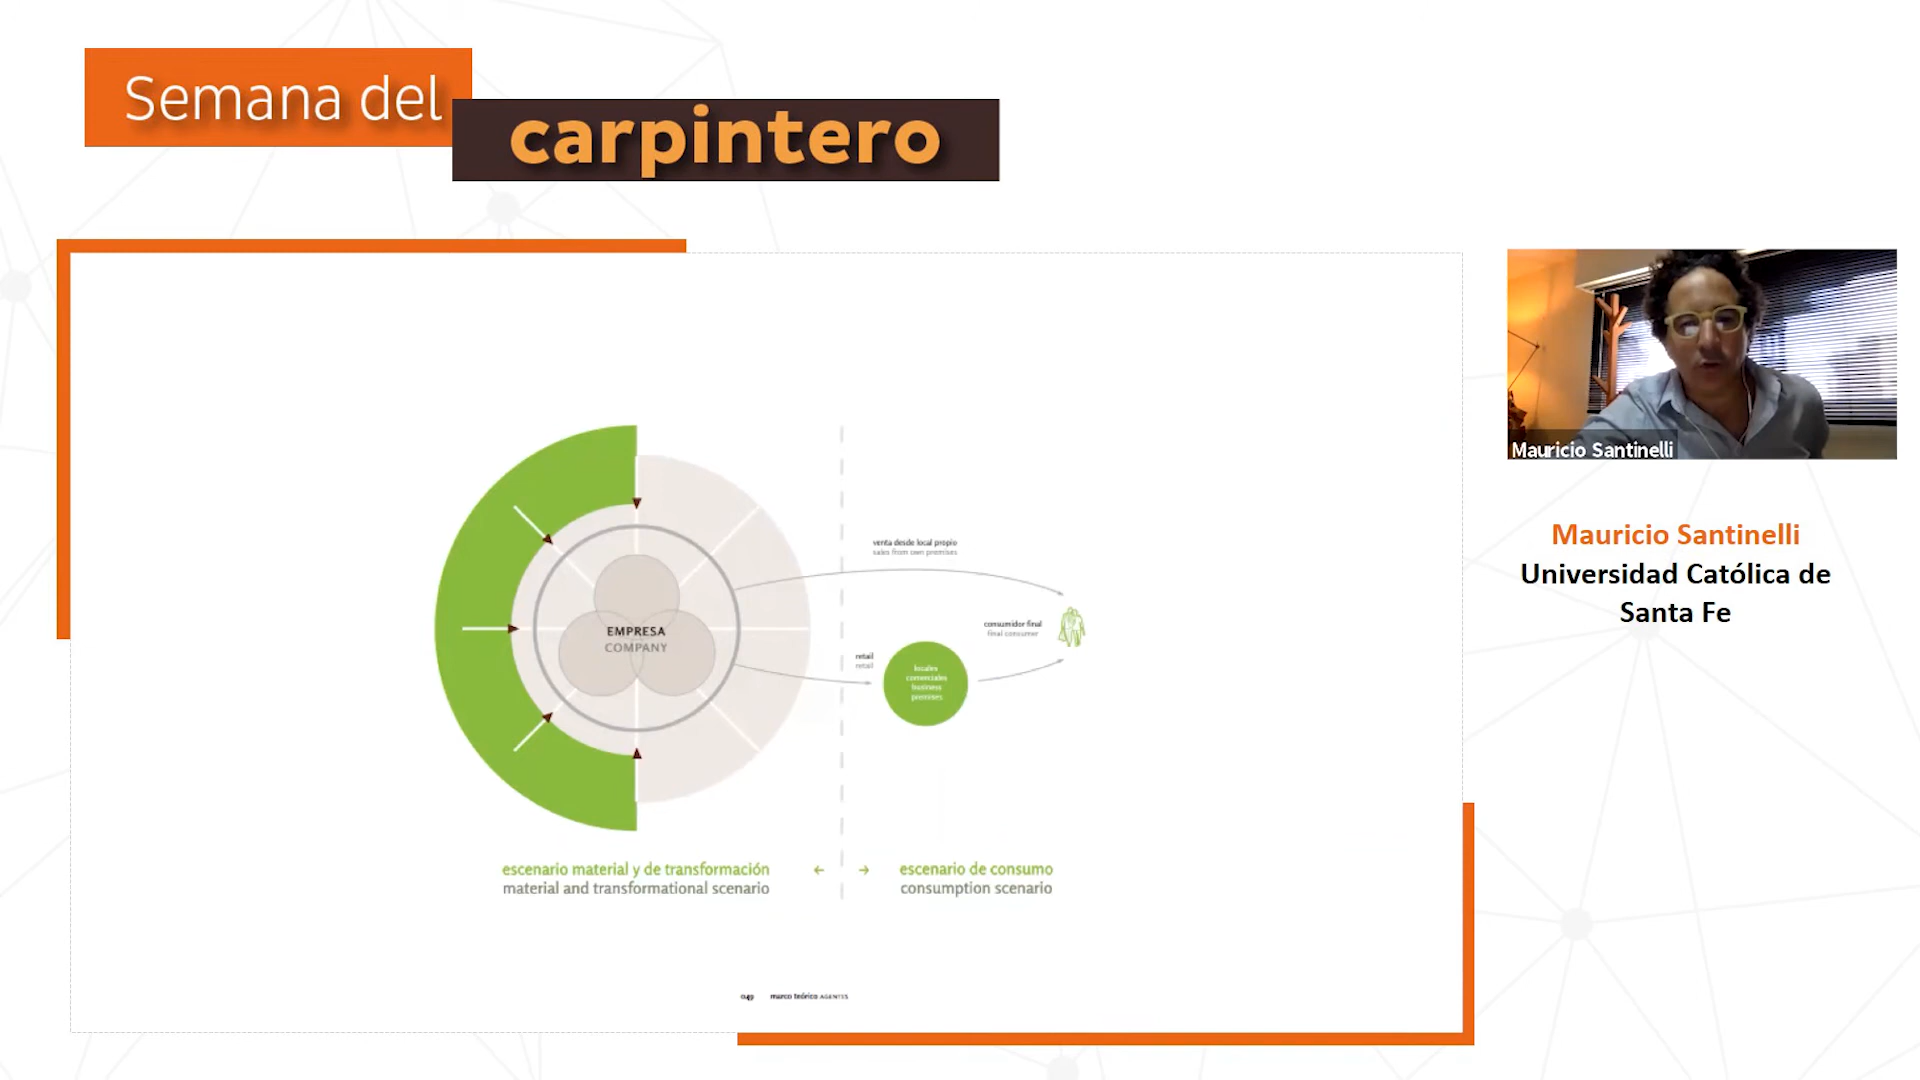 Semana del
carpintero
Mauricio Santinelli
Mauricio Santinelli
Universidad Católica de
Santa Fe
venta desde local propio
sales from own premises
consumidor final
final consumer
EMPRESA
COMPANY
retail
retail
locales
comerciales
business
premises
escenario material y de transformación
material and transformational scenario
← →
escenario de consumo
consumption scenario
049 marco teórico AGENTES